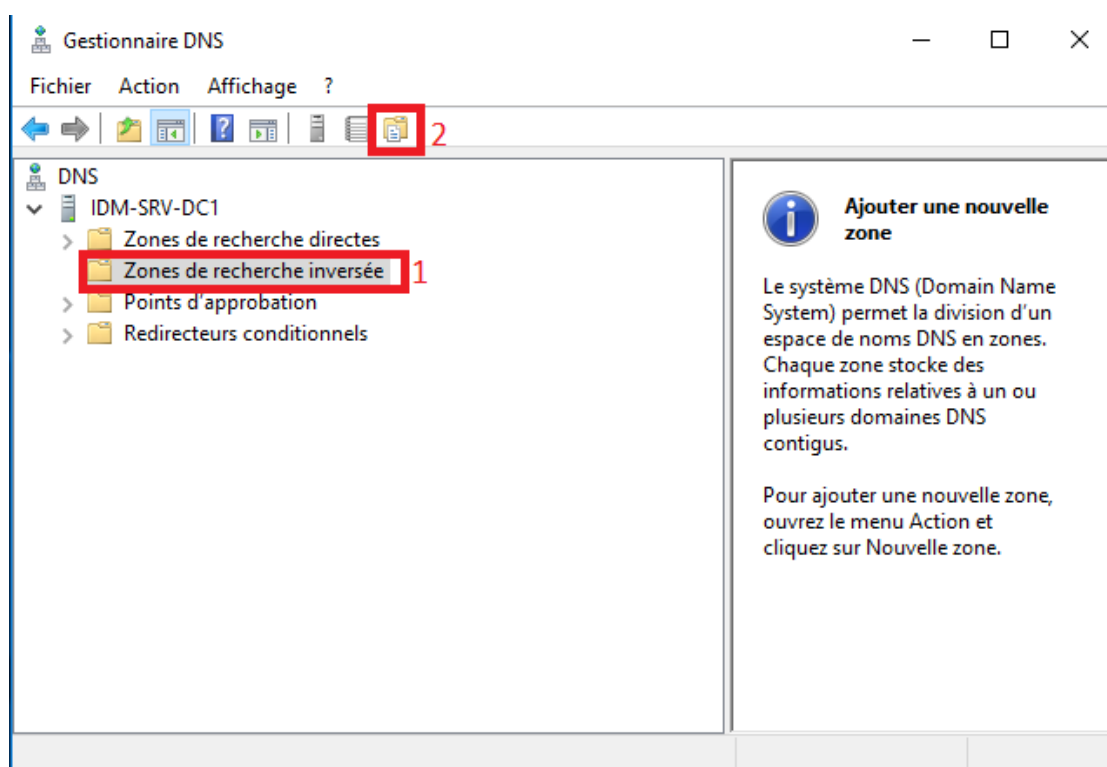 Gestionnaire DNS
Fichier Action Affichage ?
2
DNS
IDM-SRV-DC1
Zones de recherche directes
Zones de recherche inversée 1
Points d'approbation
Redirecteurs conditionnels
Ajouter une nouvelle
zone
Le système DNS (Domain Name
System) permet la division d'un
espace de noms DNS en zones.
Chaque zone stocke des
informations relatives à un ou
plusieurs domaines DNS
contigus.
Pour ajouter une nouvelle zone,
ouvrez le menu Action et
cliquez sur Nouvelle zone.